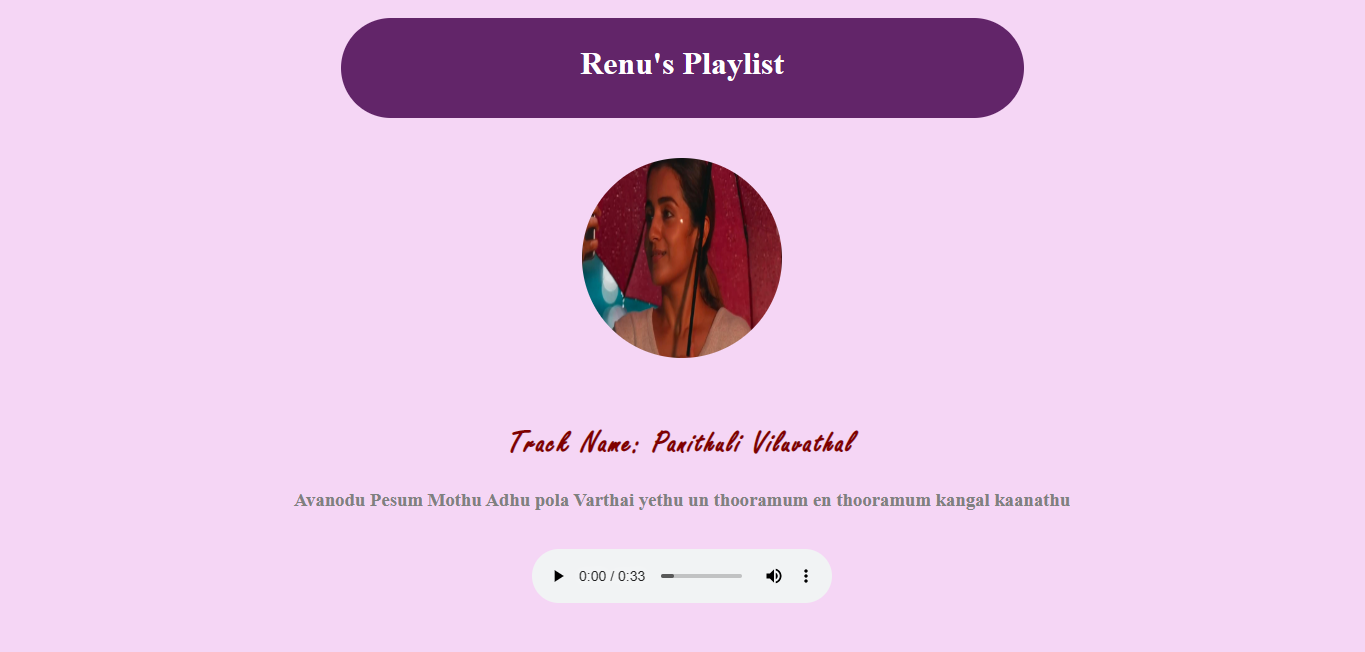 Renu's Playlist
Track Name: Panithuli Viluvathal
Avanodu Pesum Mothu Adhu pola Varthai yethu un thooramum en thooramum kangal kaanathu
0:00 / 0:33